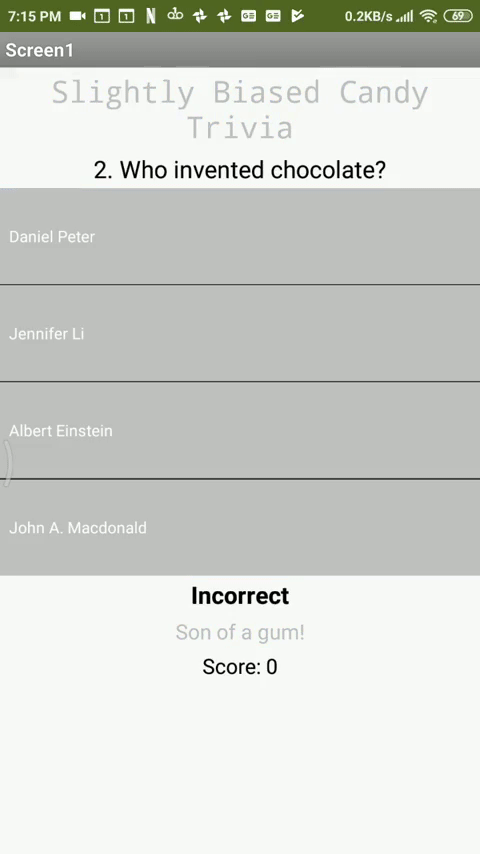 7:15 PM 0.2KB/s 69
Screen1
Slightly Biased Candy
Trivia
2. Who invented chocolate?
Daniel Peter
Jennifer Li
Albert Einstein
John A. Macdonald
Incorrect
Son of a gum!
Score: 0